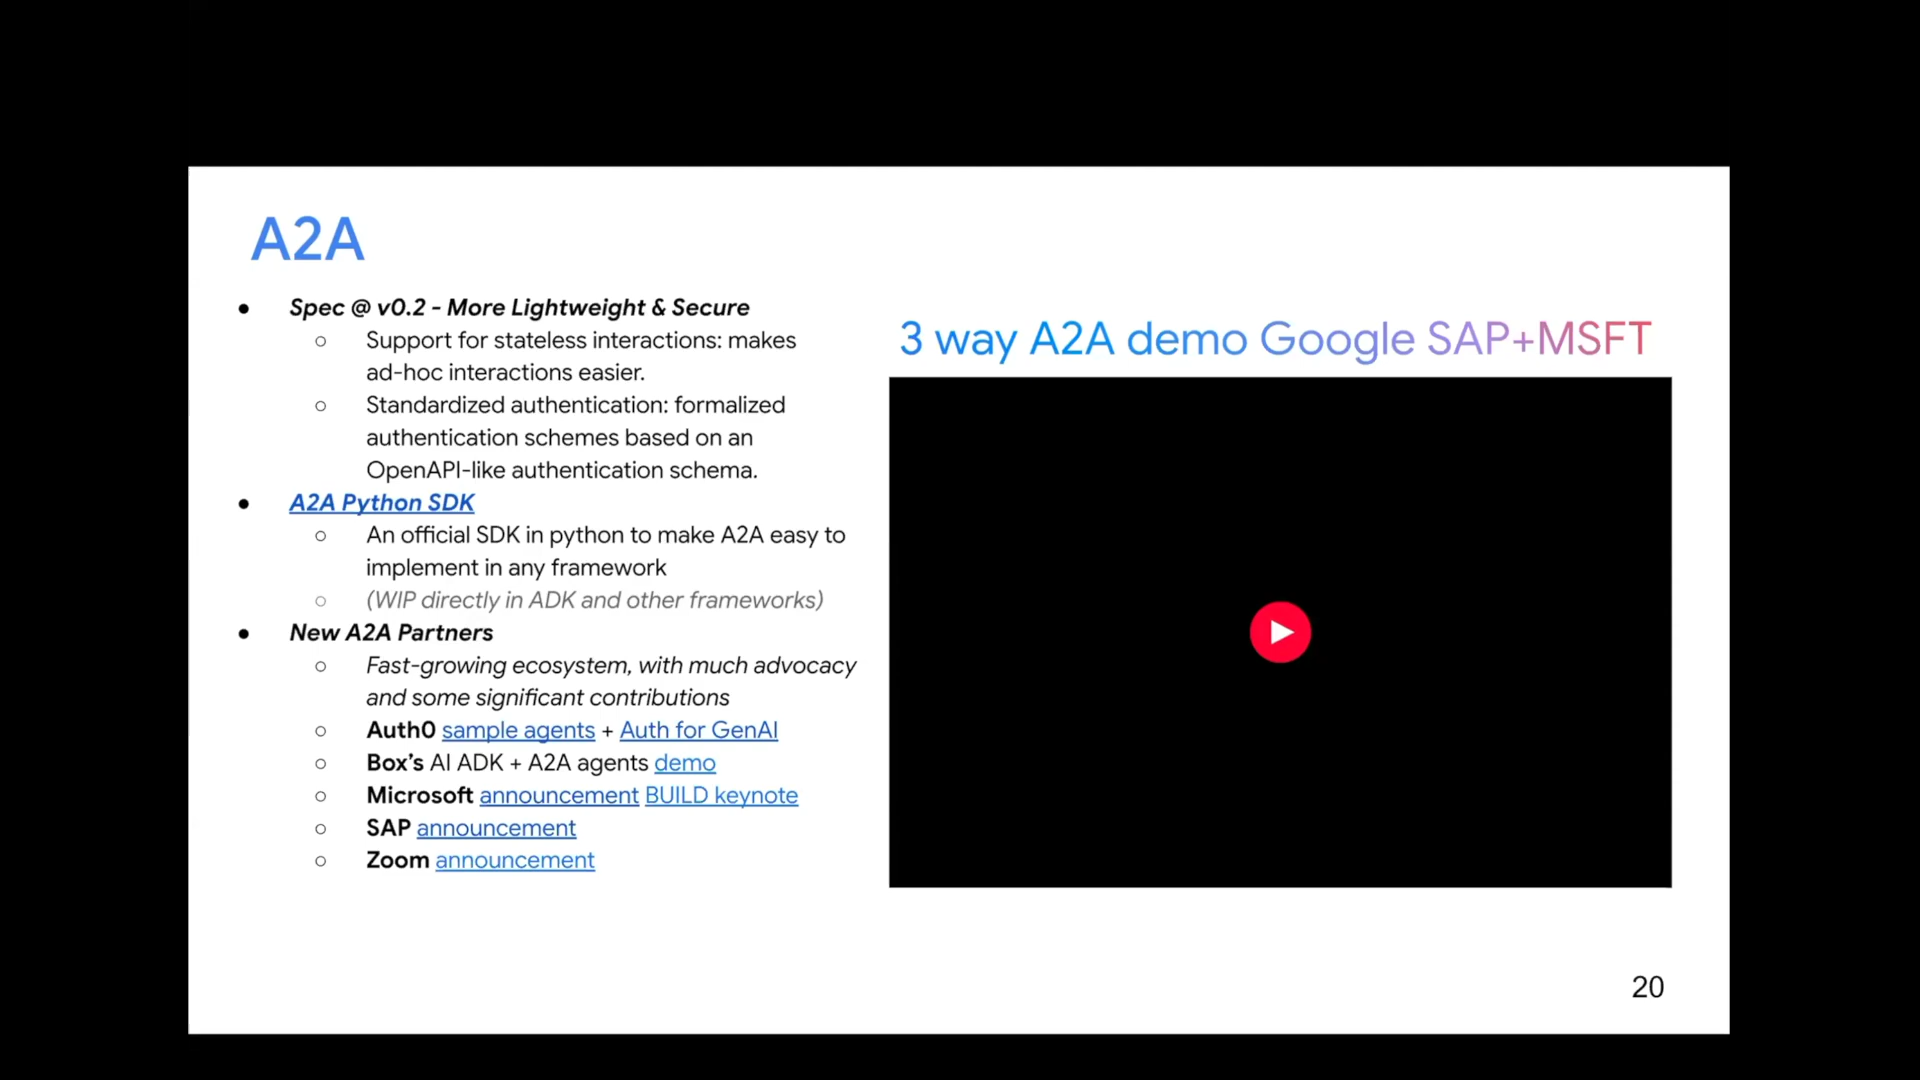 A2A
● Spec @ v0.2 - More Lightweight & Secure
○ Support for stateless interactions: makes
ad-hoc interactions easier.
○ Standardized authentication: formalized
authentication schemes based on an
OpenAPI-like authentication schema.
● A2A Python SDK
○ An official SDK in python to make A2A easy to
implement in any framework
○ (WIP directly in ADK and other frameworks)
● New A2A Partners
○ Fast-growing ecosystem, with much advocacy
and some significant contributions
○ Auth0 sample agents + Auth for GenAI
○ Box’s AI ADK + A2A agents demo
○ Microsoft announcement BUILD keynote
○ SAP announcement
○ Zoom announcement
3 way A2A demo Google SAP+MSFT
20